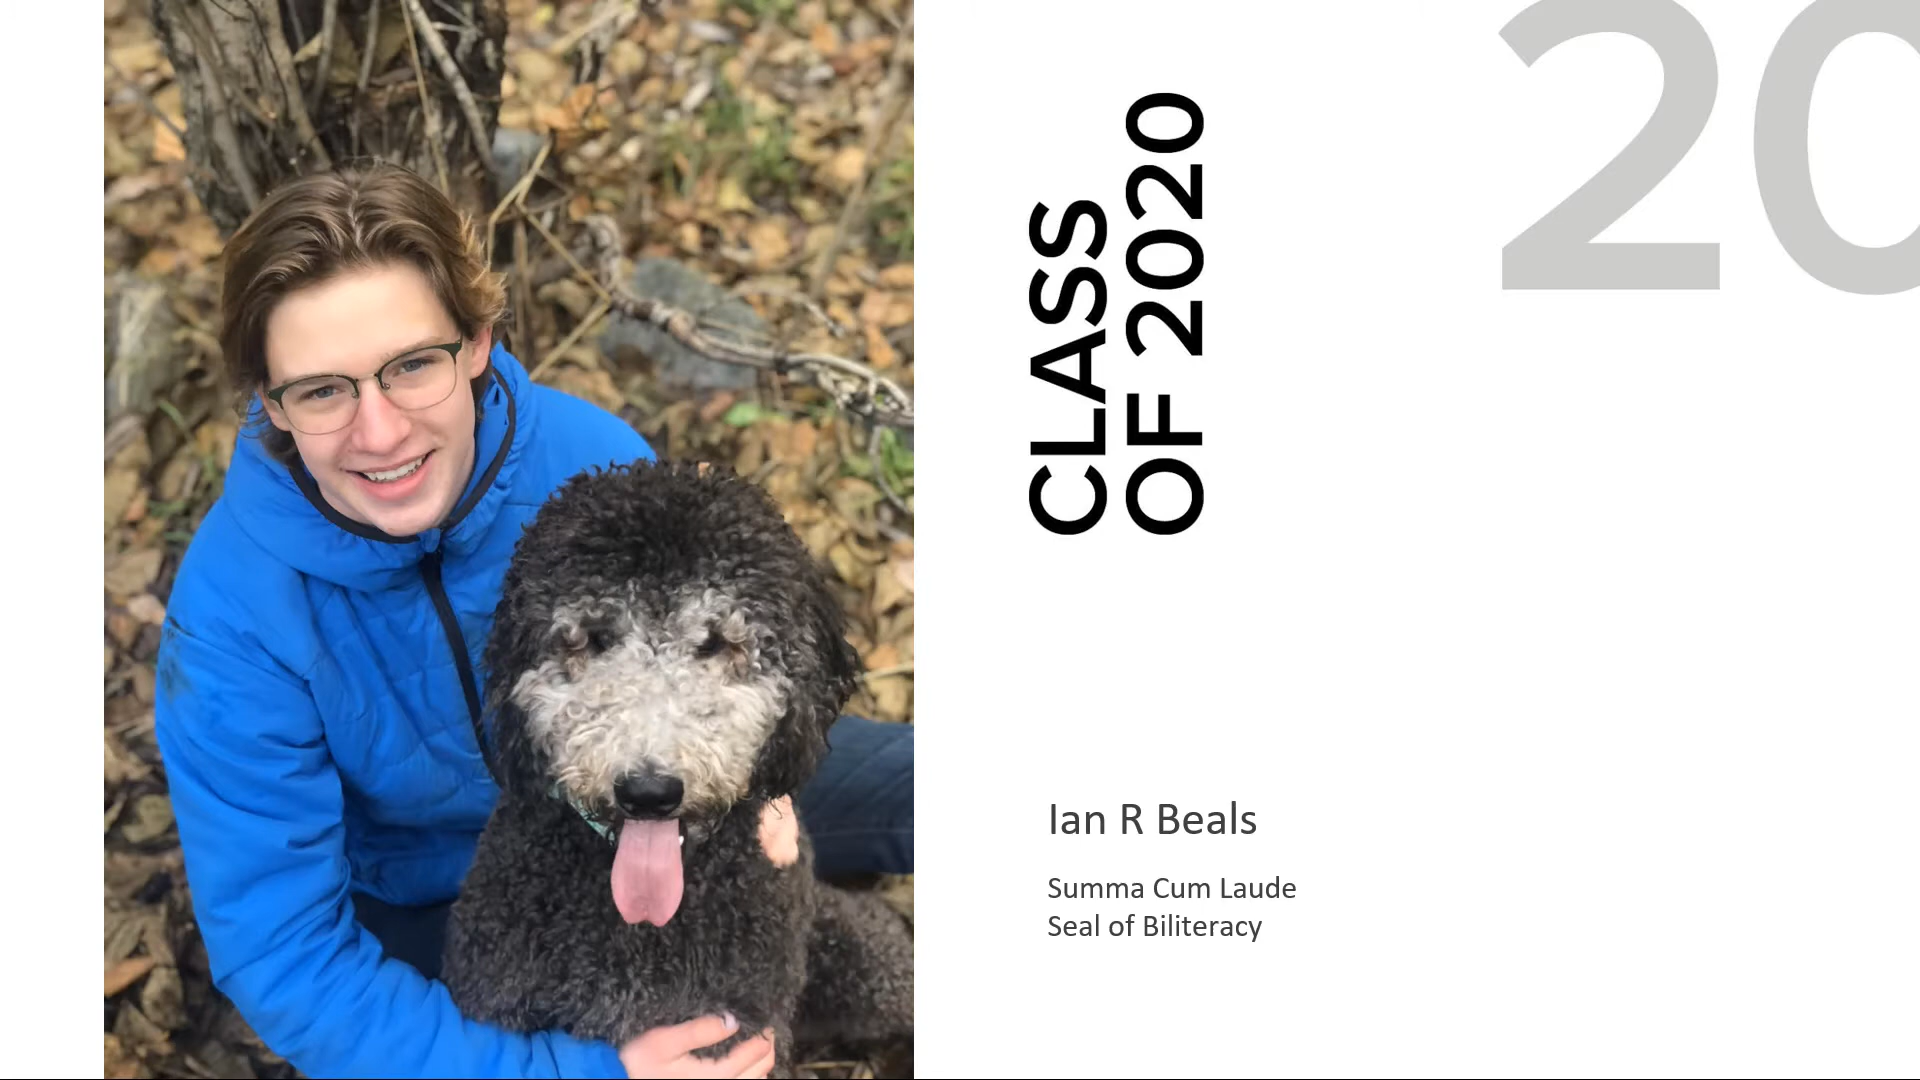 CLASS
OF 2020
20
Ian R Beals
Summa Cum Laude
Seal of Biliteracy